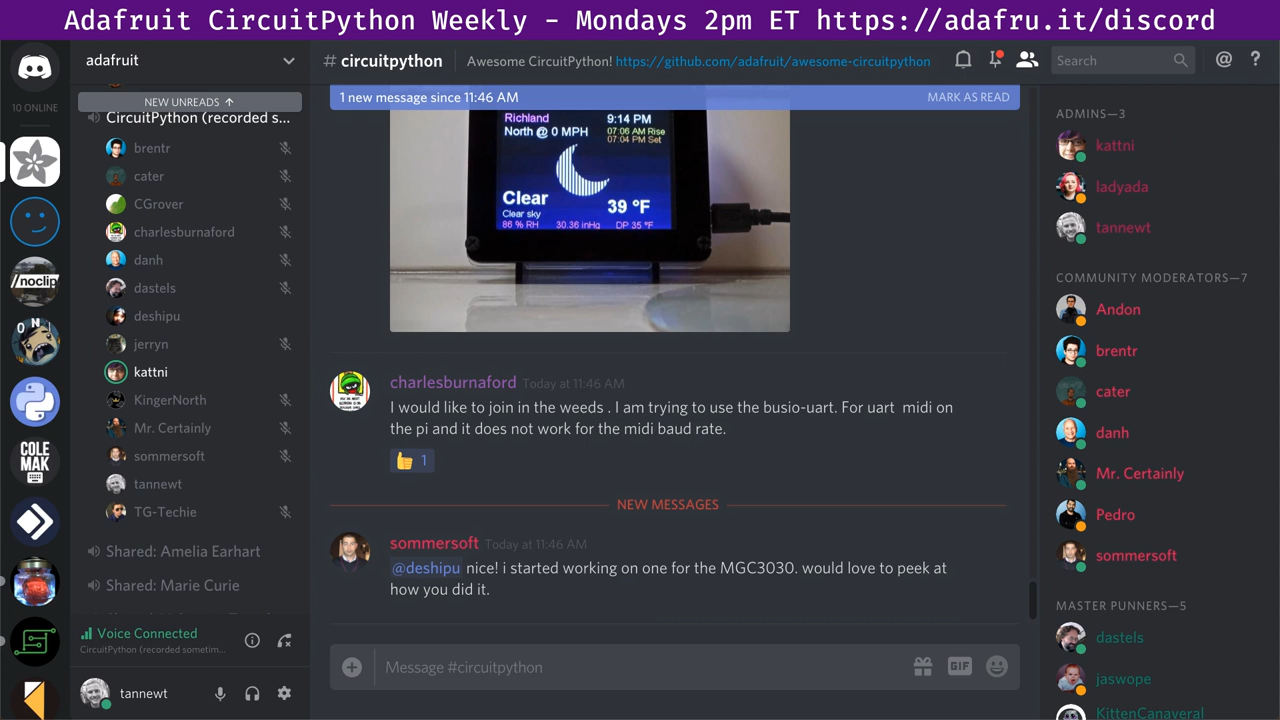 Adafruit CircuitPython Weekly - Mondays 2pm ET https://adafru.it/discord
10 ONLINE
/noclip
O N I
COLE
MAK
adafruit
NEW UNREADS ↑
CircuitPython (recorded s...
brentr
cater
CGrover
charlesburnaford
danh
dastels
deshipu
jerryn
kattni
KingerNorth
Mr. Certainly
sommersoft
tannewt
TG-Techie
Shared: Amelia Earhart
Shared: Marie Curie
Voice Connected
CircuitPython (recorded sometim...
tannewt
# circuitpython
Awesome CircuitPython! https://github.com/adafruit/awesome-circuitpython
Search
@ ?
1 new message since 11:46 AM
MARK AS READ
Richland 9:14 PM
North @ 0 MPH 07:06 AM Rise
07:04 PM Set
Clear 39 °F
Clear sky
86 % RH 30.36 inHg DP 35 °F
charlesburnaford Today at 11:46 AM
I would like to join in the weeds . I am trying to use the busio-uart. For uart midi on
the pi and it does not work for the midi baud rate.
1
NEW MESSAGES
sommersoft Today at 11:46 AM
@deshipu nice! i started working on one for the MGC3030. would love to peek at
how you did it.
Message #circuitpython
GIF
ADMINS—3
kattni
ladyada
tannewt
COMMUNITY MODERATORS—7
Andon
brentr
cater
danh
Mr. Certainly
Pedro
sommersoft
MASTER PUNNERS—5
dastels
jaswope
KittenCanaveral